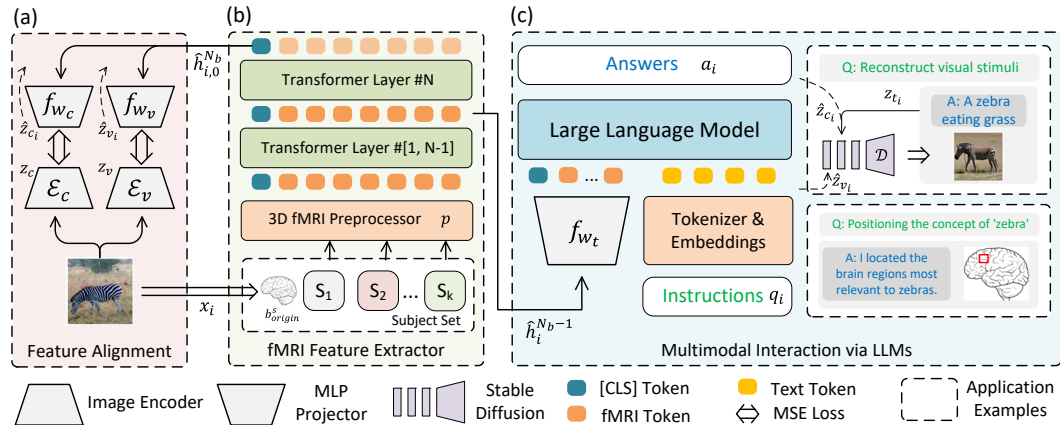 (a)
ĥ_{i,0}^{N_b}
f_{w_c}
f_{w_v}
ẑ_{c_i}
ẑ_{v_i}
z_c
z_v
ℰ_c
ℰ_v
x_i
Feature Alignment
(b)
Transformer Layer #N
Transformer Layer #[1, N-1]
3D fMRI Preprocessor p
b_{origin}^s
S_1
S_2
...
S_k
Subject Set
fMRI Feature Extractor
(c)
Answers a_i
Large Language Model
...
f_{w_t}
Tokenizer &
Embeddings
Instructions q_i
ĥ_i^{N_b-1}
Q: Reconstruct visual stimuli
z_{t_i}
ẑ_{c_i}
A: A zebra
eating grass
𝒟
ẑ_{v_i}
Q: Positioning the concept of 'zebra'
A: I located the
brain regions most
relevant to zebras.
Multimodal Interaction via LLMs
Image Encoder
MLP
Projector
Stable
Diffusion
[CLS] Token
fMRI Token
Text Token
MSE Loss
Application
Examples